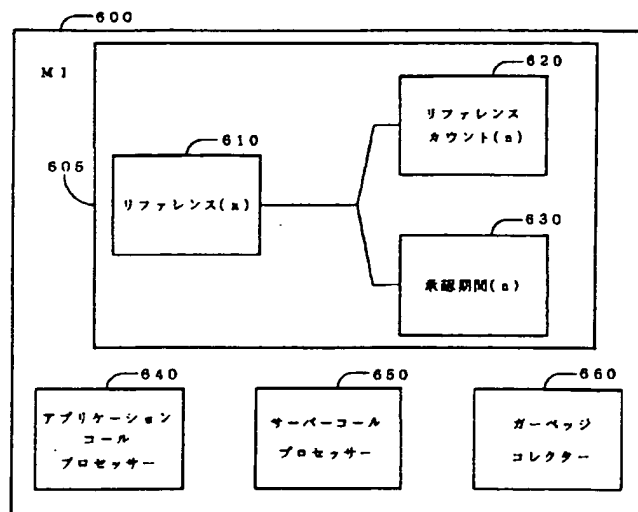 600
M1
620
リファレンス
カウント(n)
610
605
リファレンス(n)
630
承認期間(n)
640
アプリケーション
コール
プロセッサー
650
サーバーコール
プロセッサー
660
ガーベッジ
コレクター